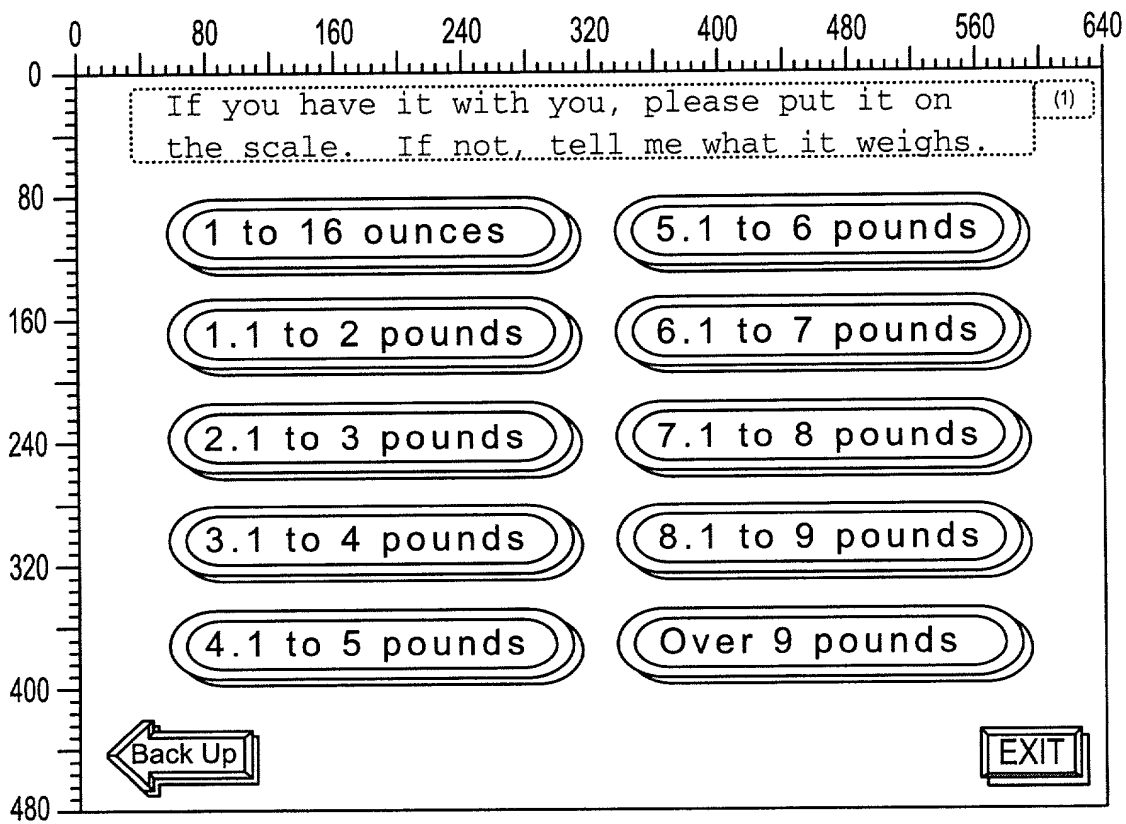 0 80 160 240 320 400 480 560 640
0
If you have it with you, please put it on
the scale. If not, tell me what it weighs.
(1)
80
1 to 16 ounces
5.1 to 6 pounds
160
1.1 to 2 pounds
6.1 to 7 pounds
240
2.1 to 3 pounds
7.1 to 8 pounds
320
3.1 to 4 pounds
8.1 to 9 pounds
4.1 to 5 pounds
Over 9 pounds
400
Back Up
EXIT
480